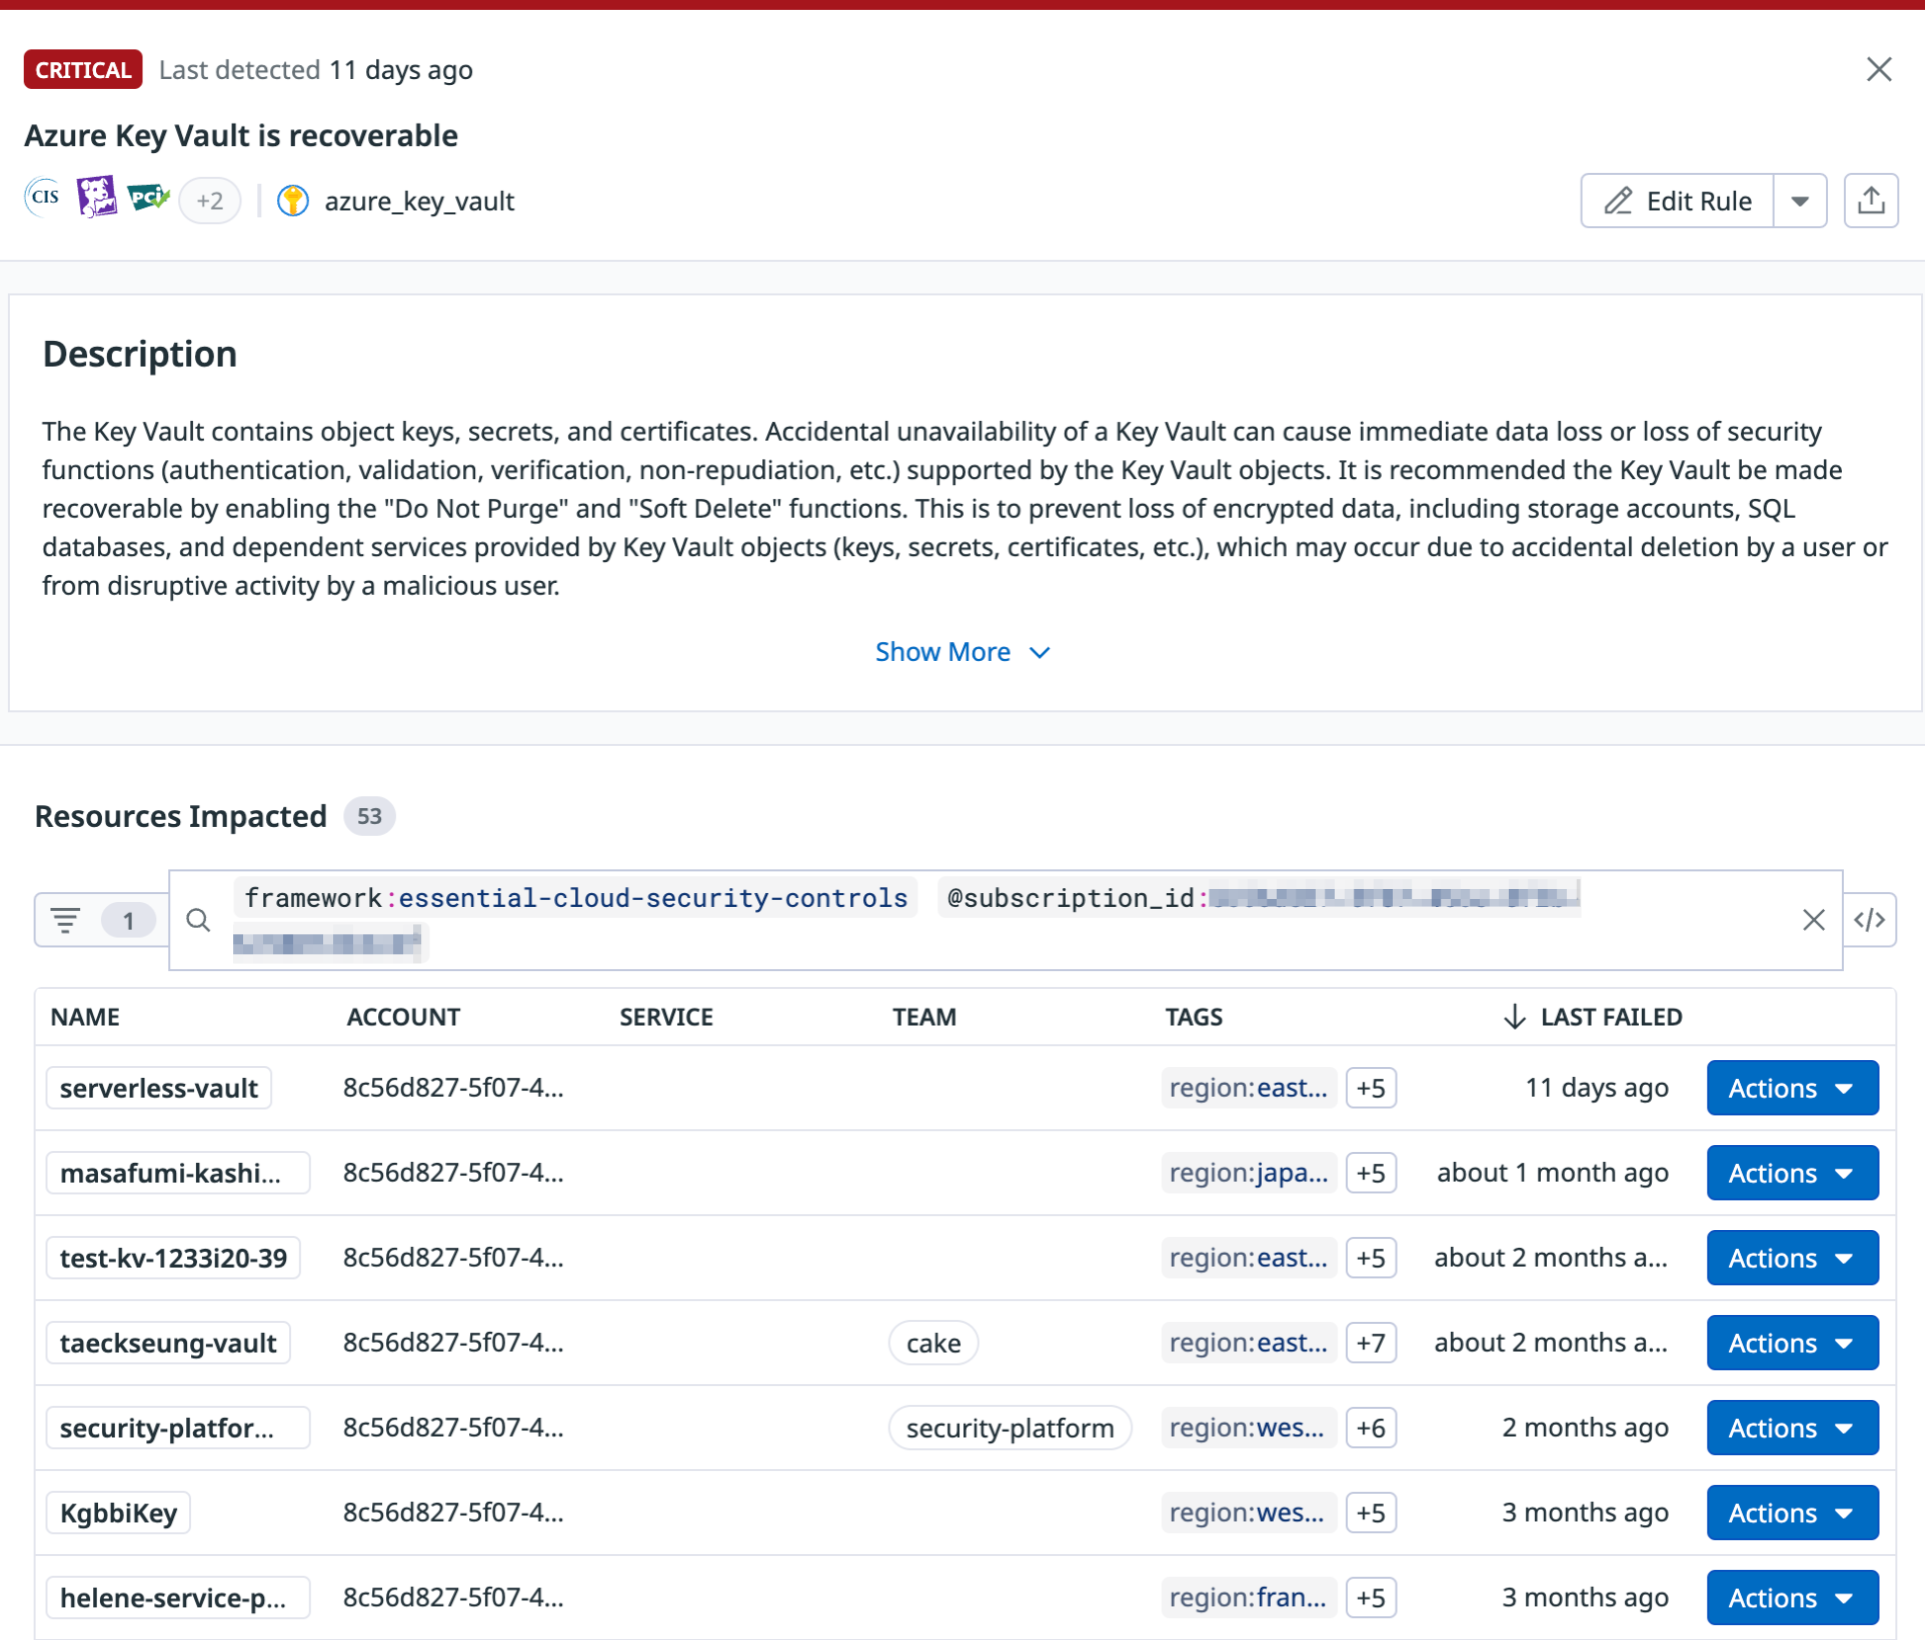 CRITICAL Last detected 11 days ago
Azure Key Vault is recoverable
CIS PCI +2 azure_key_vault Edit Rule
Description
The Key Vault contains object keys, secrets, and certificates. Accidental unavailability of a Key Vault can cause immediate data loss or loss of security
functions (authentication, validation, verification, non-repudiation, etc.) supported by the Key Vault objects. It is recommended the Key Vault be made
recoverable by enabling the "Do Not Purge" and "Soft Delete" functions. This is to prevent loss of encrypted data, including storage accounts, SQL
databases, and dependent services provided by Key Vault objects (keys, secrets, certificates, etc.), which may occur due to accidental deletion by a user or
from disruptive activity by a malicious user.
Show More
Resources Impacted 53
1 framework:essential-cloud-security-controls @subscription_id: </>
NAME ACCOUNT SERVICE TEAM TAGS LAST FAILED
serverless-vault 8c56d827-5f07-4... region:east... +5 11 days ago Actions
masafumi-kashi... 8c56d827-5f07-4... region:japa... +5 about 1 month ago Actions
test-kv-1233i20-39 8c56d827-5f07-4... region:east... +5 about 2 months a... Actions
taeckseung-vault 8c56d827-5f07-4... cake region:east... +7 about 2 months a... Actions
security-platfor... 8c56d827-5f07-4... security-platform region:wes... +6 2 months ago Actions
KgbbiKey 8c56d827-5f07-4... region:wes... +5 3 months ago Actions
helene-service-p... 8c56d827-5f07-4... region:fran... +5 3 months ago Actions